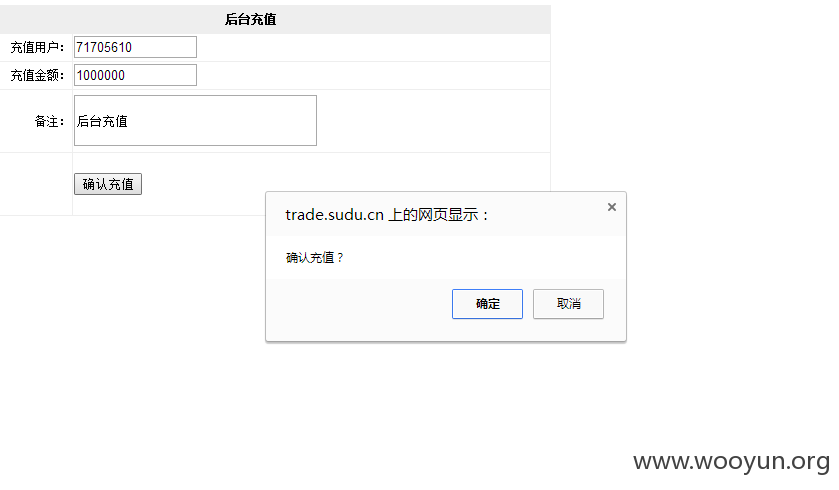 后台充值
充值用户： 71705610
充值金额： 1000000
备注： 后台充值
确认充值
trade.sudu.cn 上的网页显示：
×
确认充值？
确定 取消
www.wooyun.org